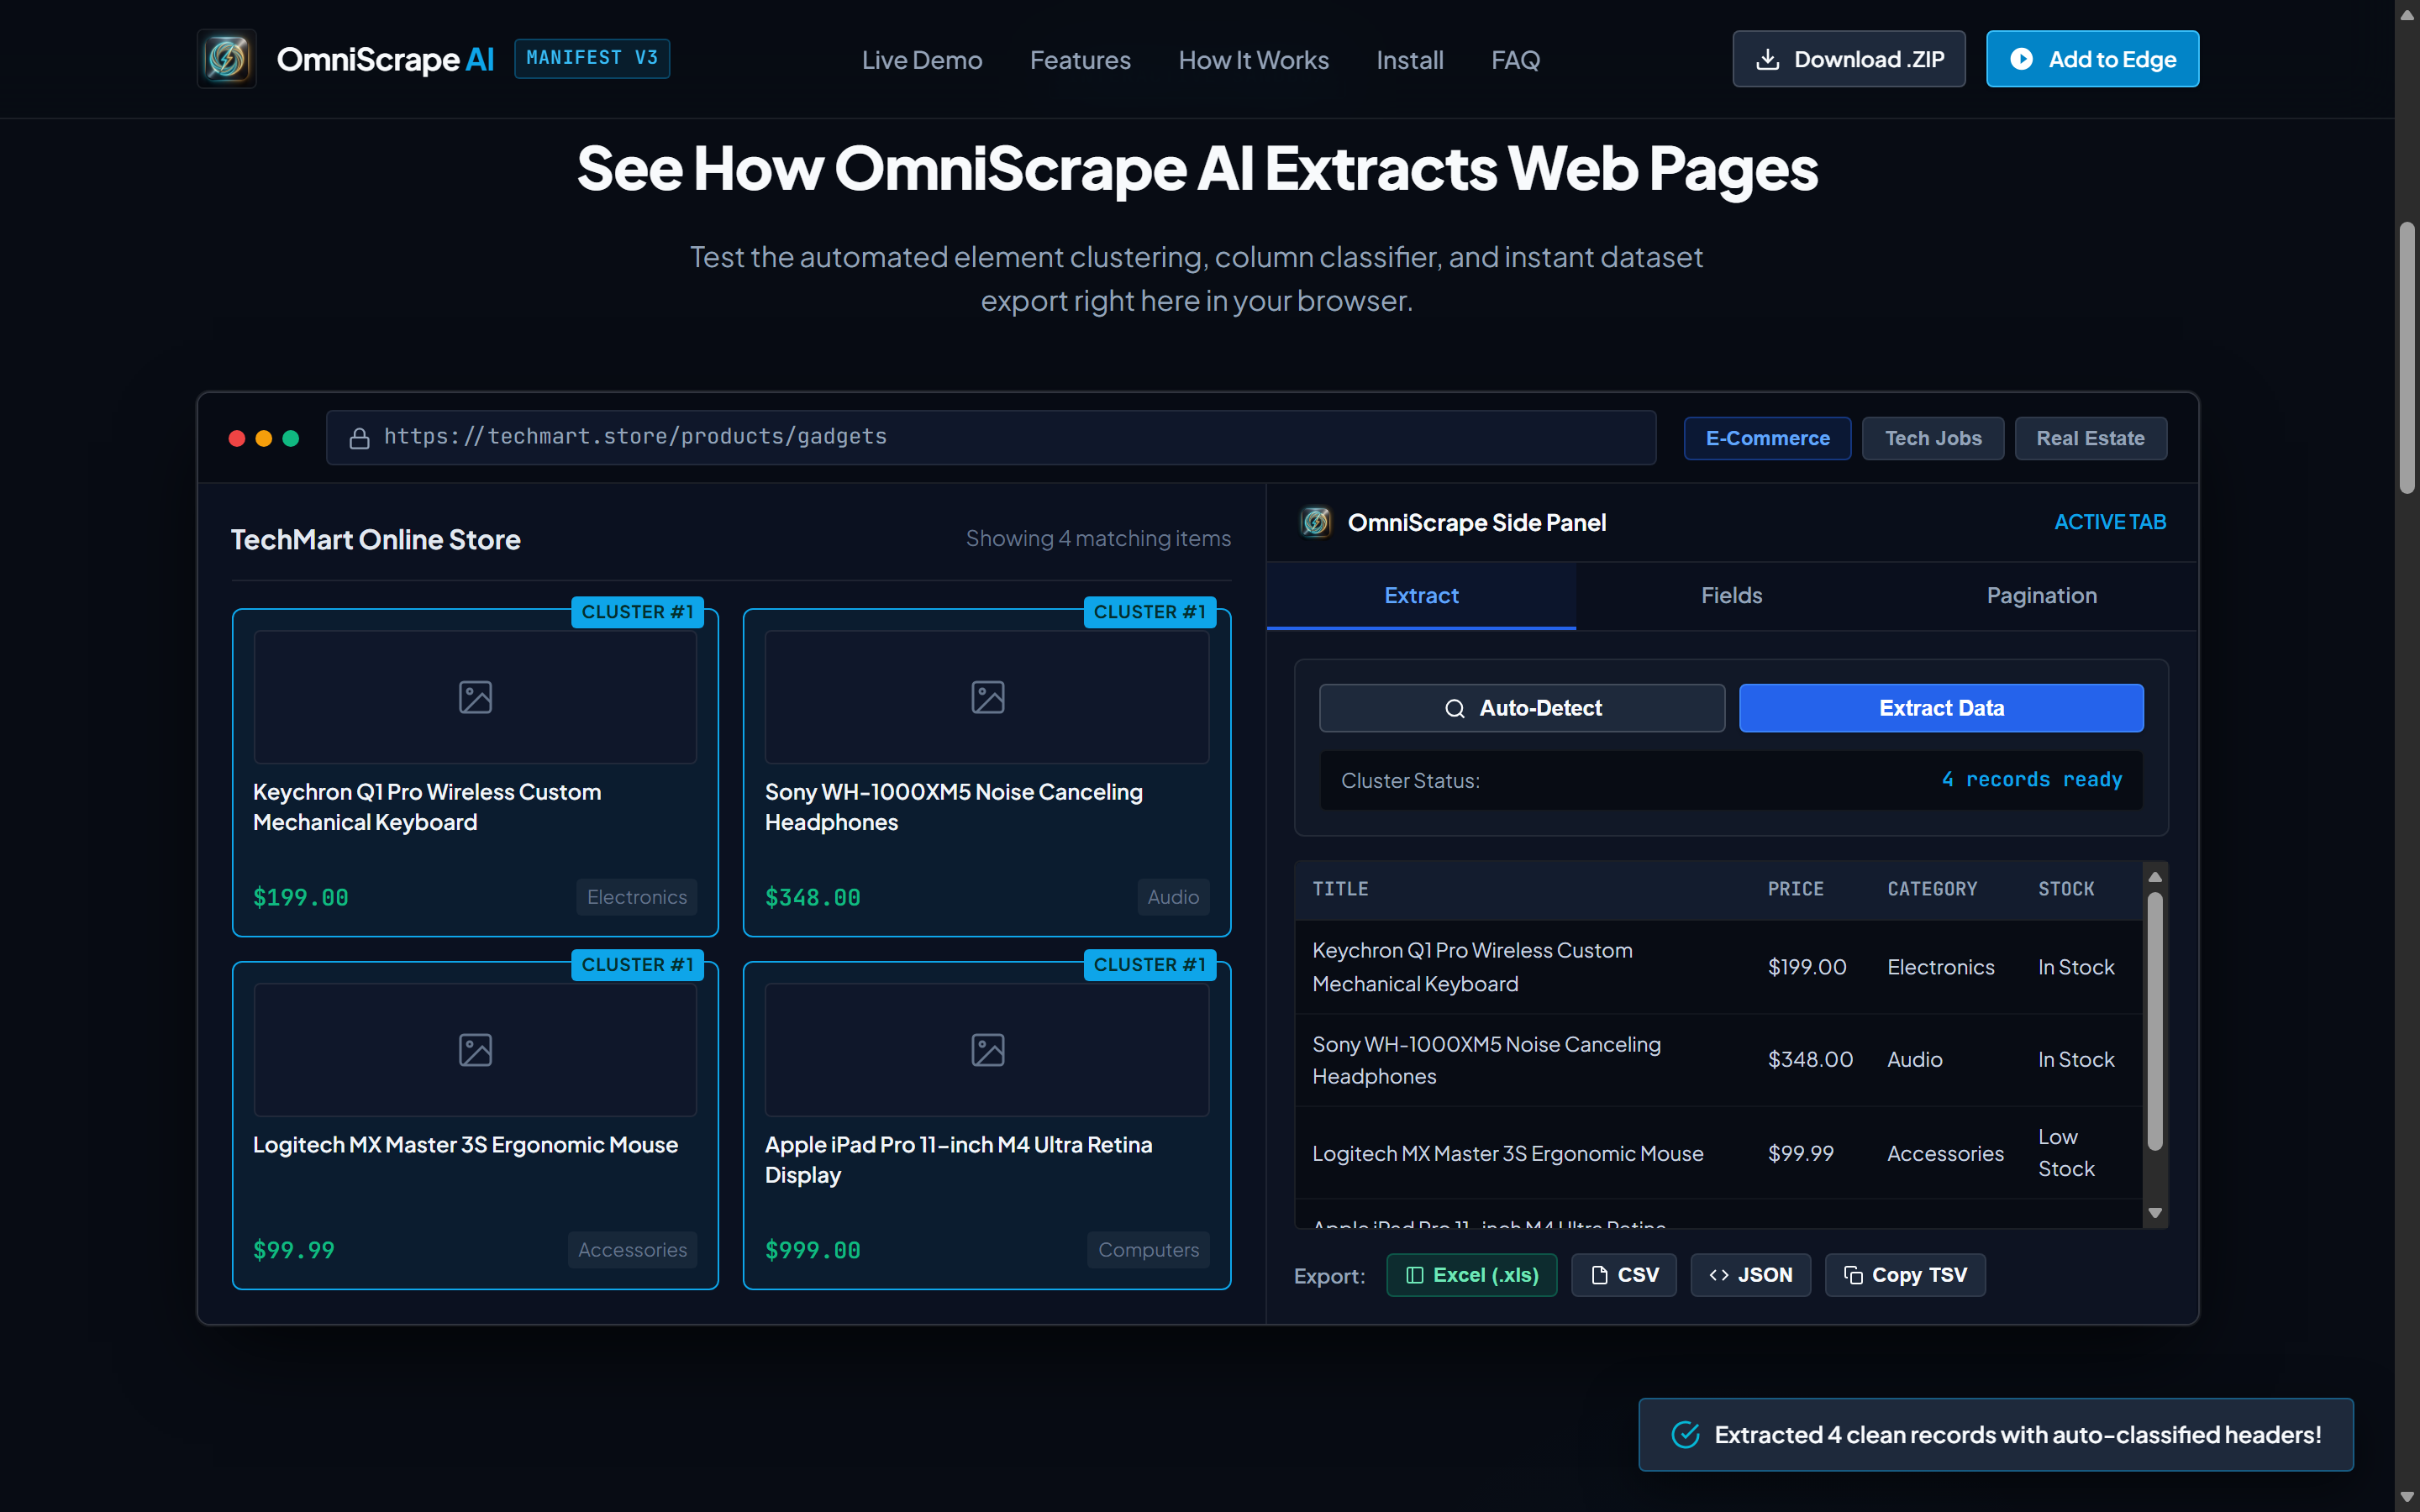 OmniScrape AI
MANIFEST V3
Live Demo
Features
How It Works
Install
FAQ
Download .ZIP
Add to Edge
See How OmniScrape AI Extracts Web Pages
Test the automated element clustering, column classifier, and instant dataset
export right here in your browser.
https://techmart.store/products/gadgets
E-Commerce
Tech Jobs
Real Estate
TechMart Online Store
Showing 4 matching items
CLUSTER #1
Keychron Q1 Pro Wireless Custom
Mechanical Keyboard
$199.00
Electronics
CLUSTER #1
Sony WH-1000XM5 Noise Canceling
Headphones
$348.00
Audio
CLUSTER #1
Logitech MX Master 3S Ergonomic Mouse
$99.99
Accessories
CLUSTER #1
Apple iPad Pro 11-inch M4 Ultra Retina
Display
$999.00
Computers
OmniScrape Side Panel
ACTIVE TAB
Extract
Fields
Pagination
Auto-Detect
Extract Data
Cluster Status:
4 records ready
TITLE PRICE CATEGORY STOCK
Keychron Q1 Pro Wireless Custom
Mechanical Keyboard
$199.00
Electronics
In Stock
Sony WH-1000XM5 Noise Canceling
Headphones
$348.00
Audio
In Stock
Logitech MX Master 3S Ergonomic Mouse
$99.99
Accessories
Low
Stock
Apple iPad Pro 11-inch M4 Ultra Retina
Export:
Excel (.xls)
CSV
JSON
Copy TSV
Extracted 4 clean records with auto-classified headers!